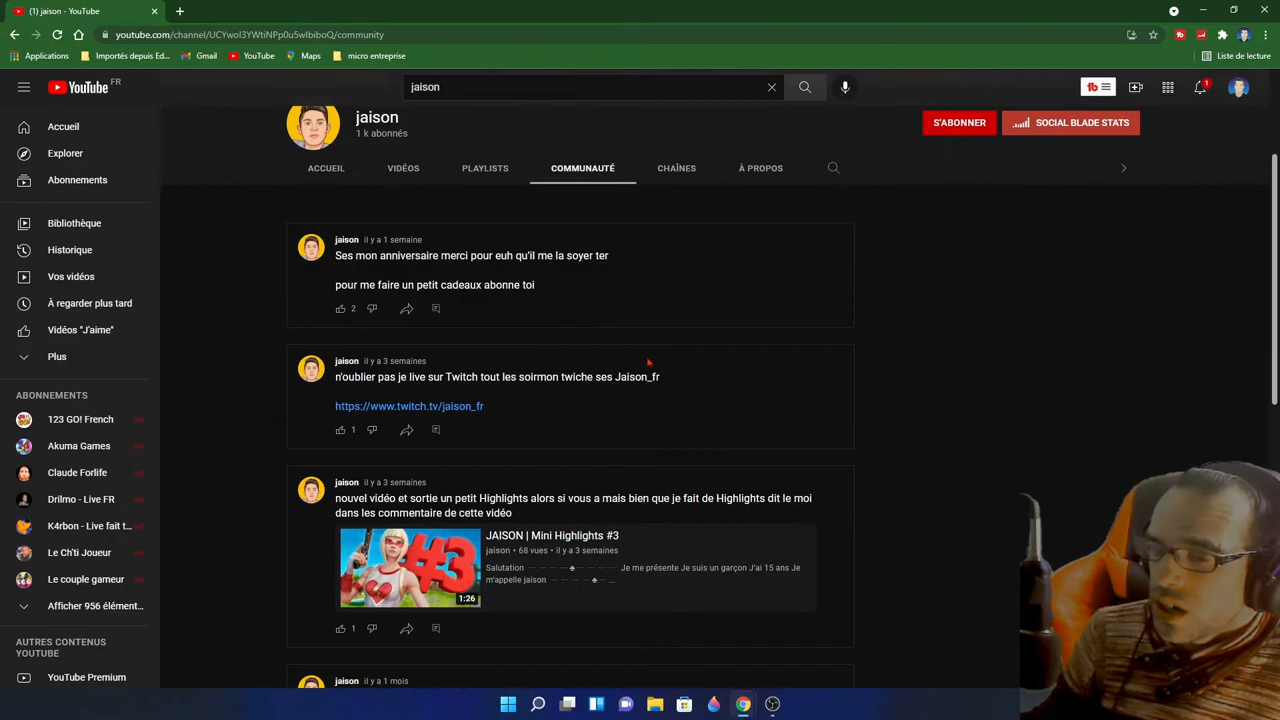 (1) jaison - YouTube
youtube.com/channel/UCYwoI3YWtiNPp0u5wIbiboQ/community
Applications
Importés depuis Ed...
Gmail
YouTube
Maps
micro entreprise
Liste de lecture
YouTube FR
jaison
1
Accueil
Explorer
Abonnements
Bibliothèque
Historique
Vos vidéos
À regarder plus tard
Vidéos "J'aime"
Plus
ABONNEMENTS
123 GO! French
Akuma Games
Claude Forlife
Drilmo - Live FR
K4rbon - Live fait t...
Le Ch'ti Joueur
Le couple gameur
Afficher 956 élément...
AUTRES CONTENUS
YOUTUBE
YouTube Premium
jaison
1 k abonnés
S'ABONNER
SOCIAL BLADE STATS
ACCUEIL
VIDÉOS
PLAYLISTS
COMMUNAUTÉ
CHAÎNES
À PROPOS
jaison il y a 1 semaine
Ses mon anniversaire merci pour euh qu'il me la soyer ter
pour me faire un petit cadeaux abonne toi
2
jaison il y a 3 semaines
n'oublier pas je live sur Twitch tout les soirmon twiche ses Jaison_fr
https://www.twitch.tv/jaison_fr
1
jaison il y a 3 semaines
nouvel vidéo et sortie un petit Highlights alors si vous a mais bien que je fait de Highlights dit le moi
dans les commentaire de cette vidéo
#3
1:26
JAISON | Mini Highlights #3
jaison • 68 vues • il y a 3 semaines
Salutation — — — — ♠ — — — — Je me présente Je suis un garçon J'ai 15 ans Je
m'appelle jaison — — — — ♠ — ...
1
jaison il y a 1 mois